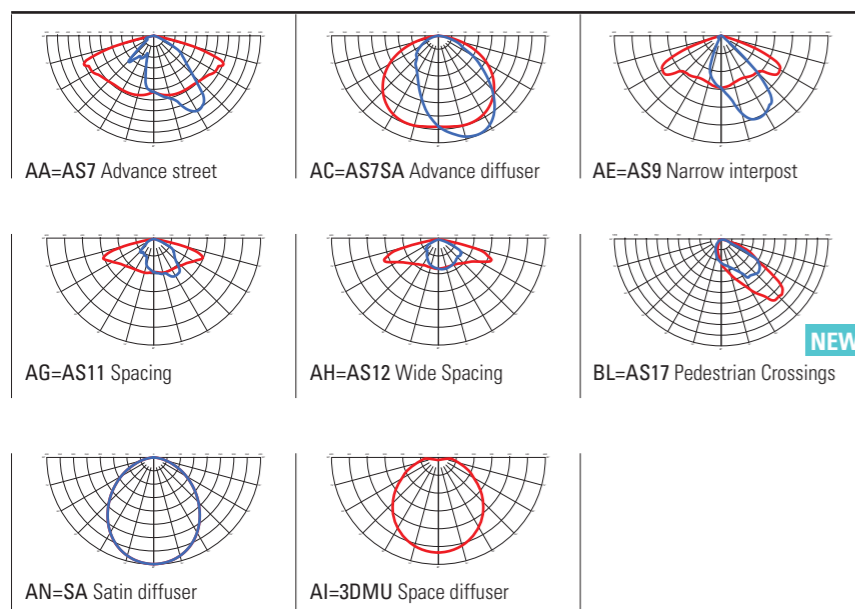 AA=AS7 Advance street
AC=AS7SA Advance diffuser
AE=AS9 Narrow interpost
AG=AS11 Spacing
AH=AS12 Wide Spacing
NEW
BL=AS17 Pedestrian Crossings
AN=SA Satin diffuser
AI=3DMU Space diffuser